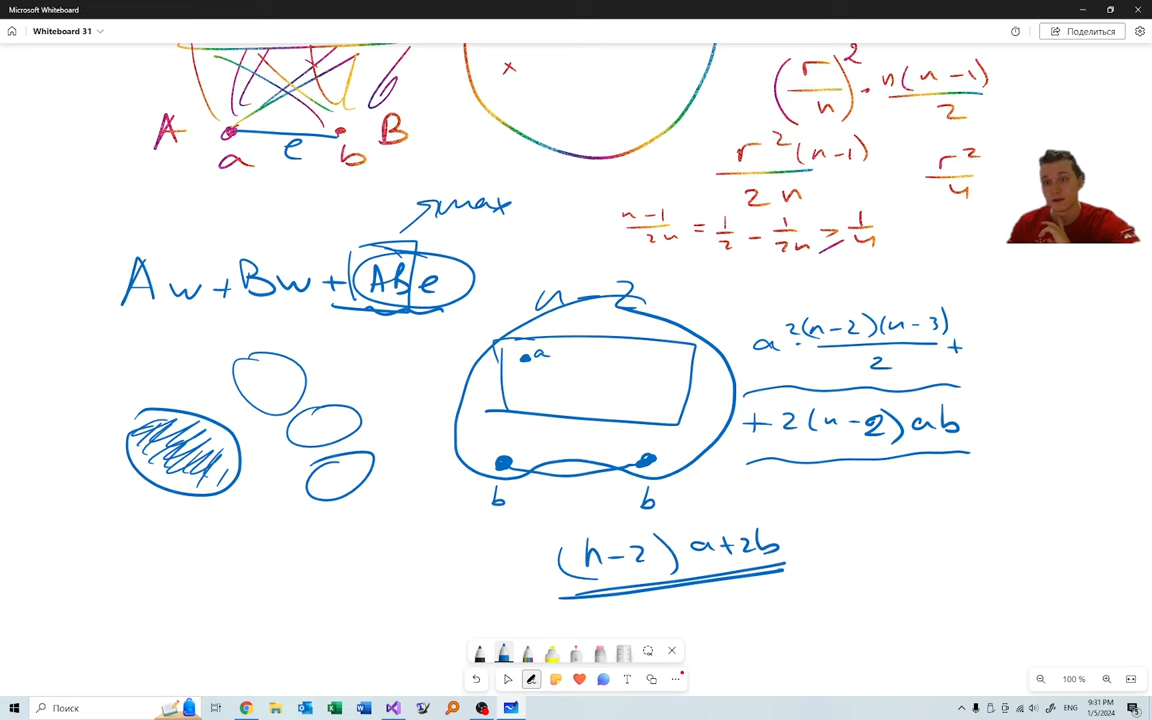 Microsoft Whiteboard
Whiteboard 31
Поделиться
A a e b B
(r/n)^2 · n(n-1)/2
r^2(n-1)/2n
r^2/4
n-1/2n = 1/2 - 1/2n > 1/4
max
Aw + Bw + ABe
n-2
a
b b
a^2 · (n-2)(n-3)/2 +
+ 2(n-2)ab
(n-2)a+2b
100 %
Поиск
ENG
9:31 PM
1/5/2024